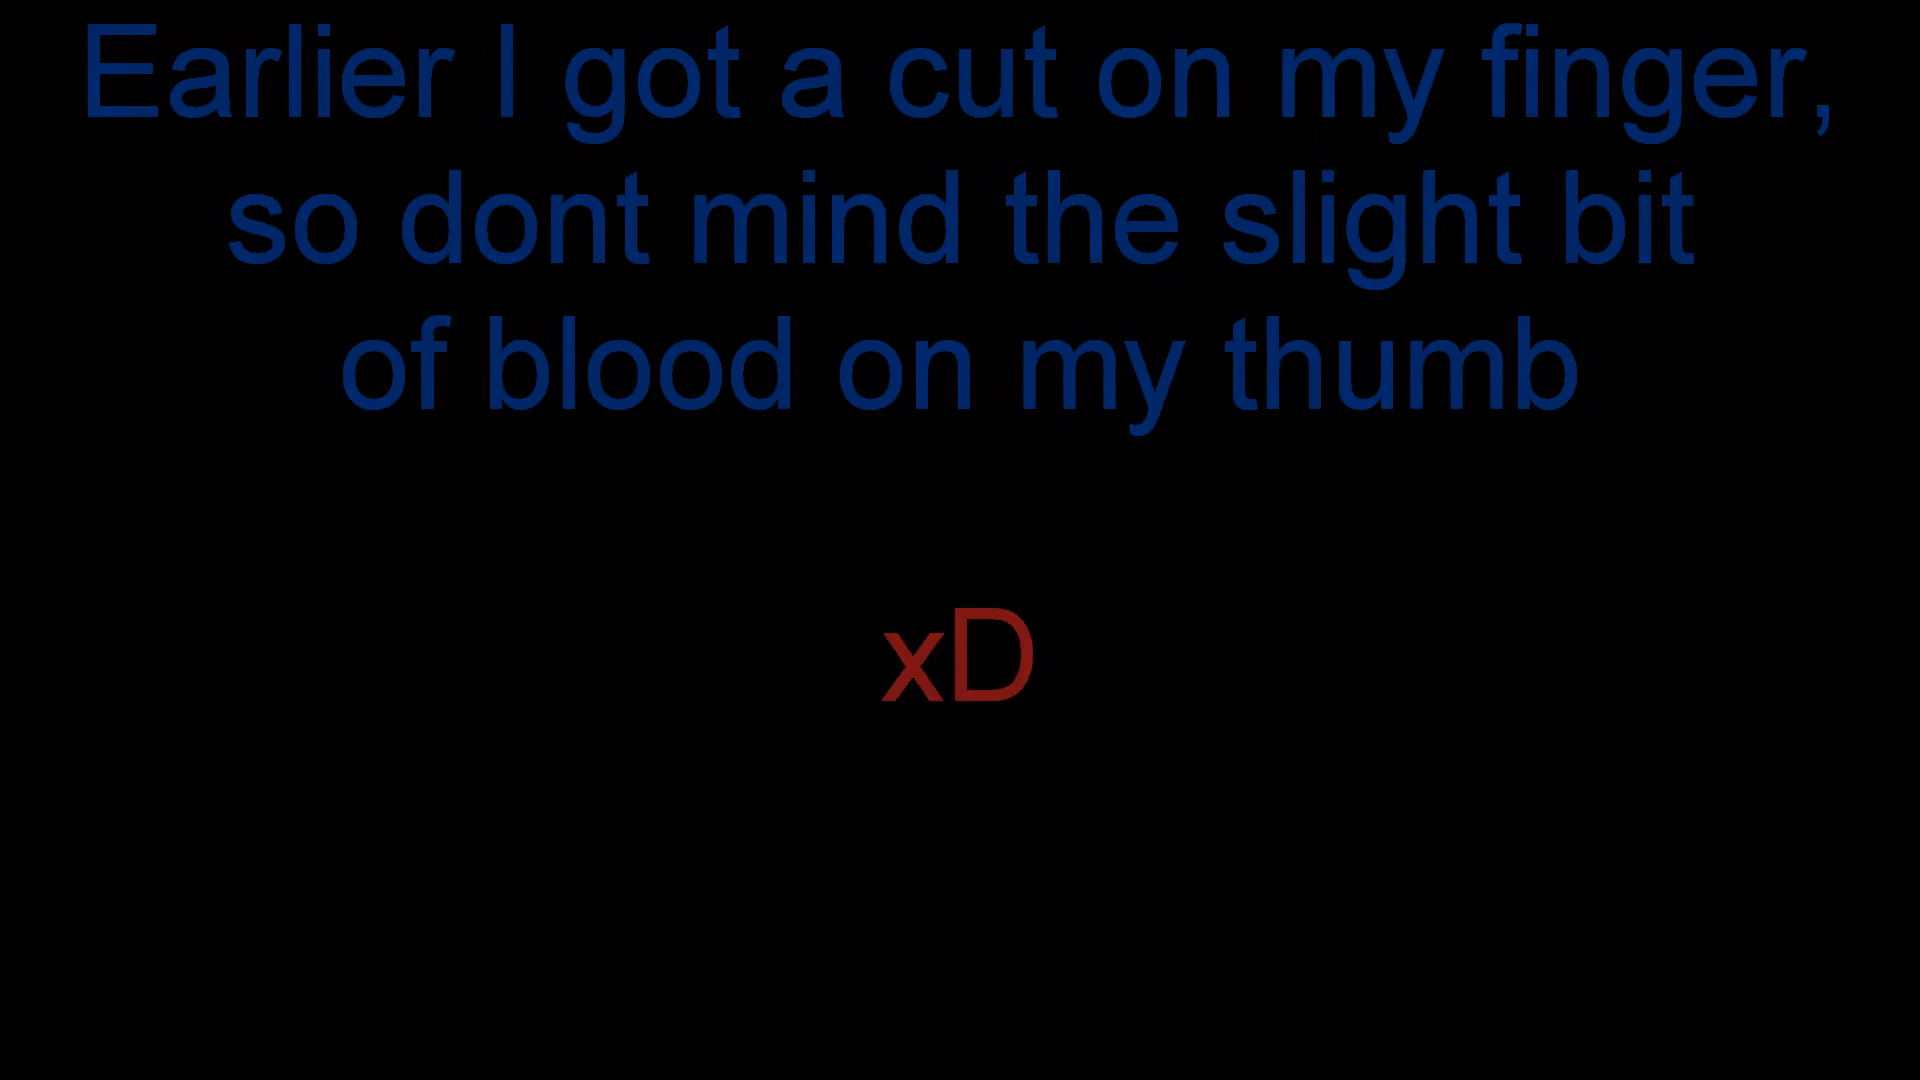 Earlier I got a cut on my finger,
so dont mind the slight bit
of blood on my thumb
xD